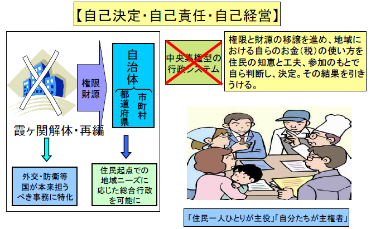 【自己決定・自己責任・自己経営】
権限
財源
自治体
都道府県
市町村
霞ヶ関解体・再編
外交・防衛等
国が本来担う
べき事務に特化
住民起点での
地域ニーズに
応じた総合行政
を可能に
中央集権型の
行政システム
権限と財源の移譲を進め、地域に
おける自らのお金(税)の使い方を
住民の知恵と工夫、参加のもとで
自ら判断し、決定。その結果を引き
うける。
「住民一人ひとりが主役」「自分たちが主権者」